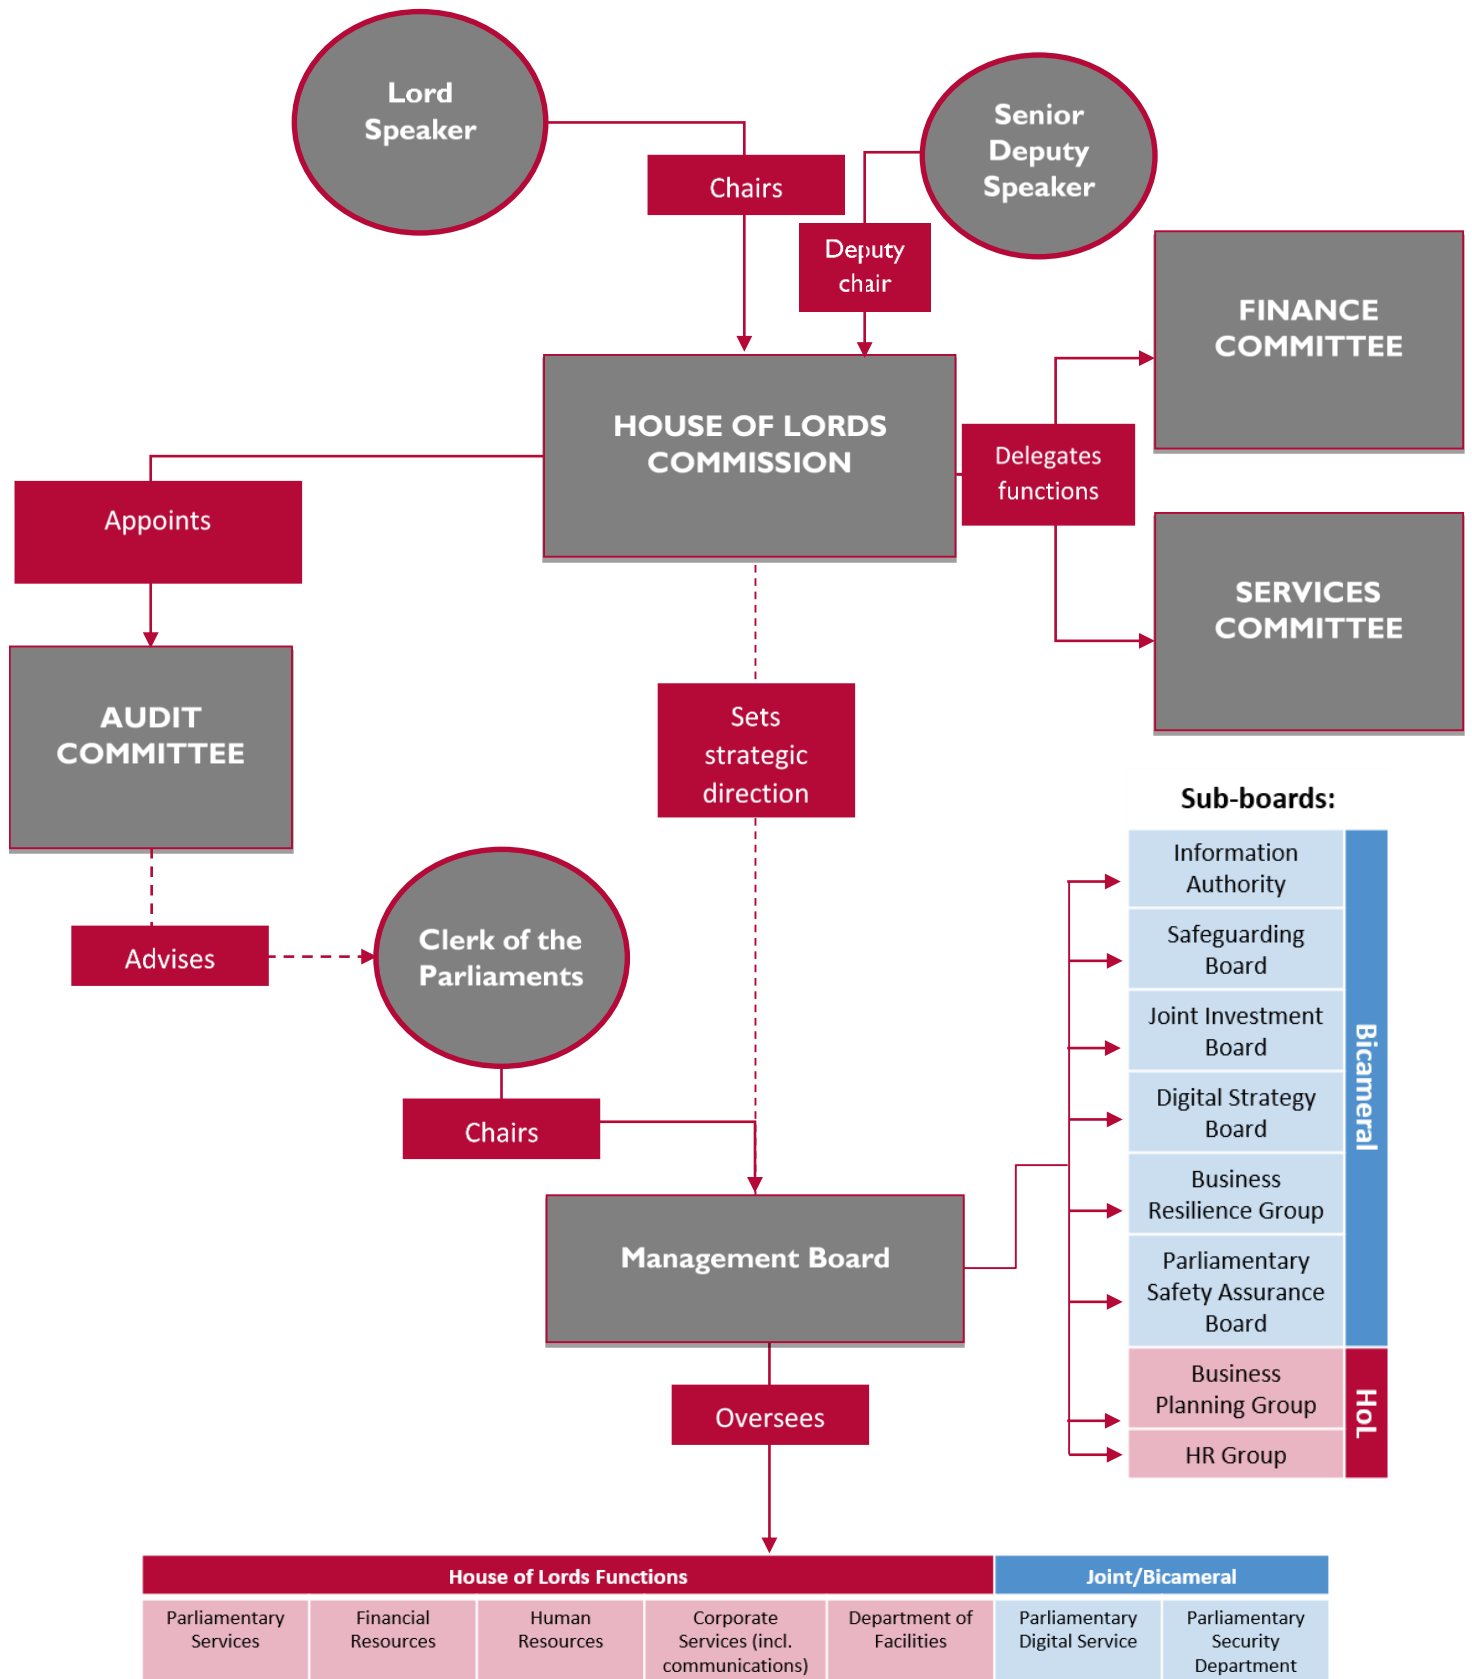 Lord
Speaker
Senior
Deputy
Speaker
Chairs
Deputy
chair
FINANCE
COMMITTEE
HOUSE OF LORDS
COMMISSION
Delegates
functions
Appoints
SERVICES
COMMITTEE
AUDIT
COMMITTEE
Sets
strategic
direction
Sub-boards:
Information
Authority
Safeguarding
Board
Joint Investment
Board
Digital Strategy
Board
Business
Resilience Group
Parliamentary
Safety Assurance
Board
Bicameral
Business
Planning Group
HR Group
HoL
Advises
Clerk of the
Parliaments
Chairs
Management Board
Oversees
House of Lords Functions
Joint/Bicameral
Parliamentary
Services
Financial
Resources
Human
Resources
Corporate
Services (incl.
communications)
Department of
Facilities
Parliamentary
Digital Service
Parliamentary
Security
Department